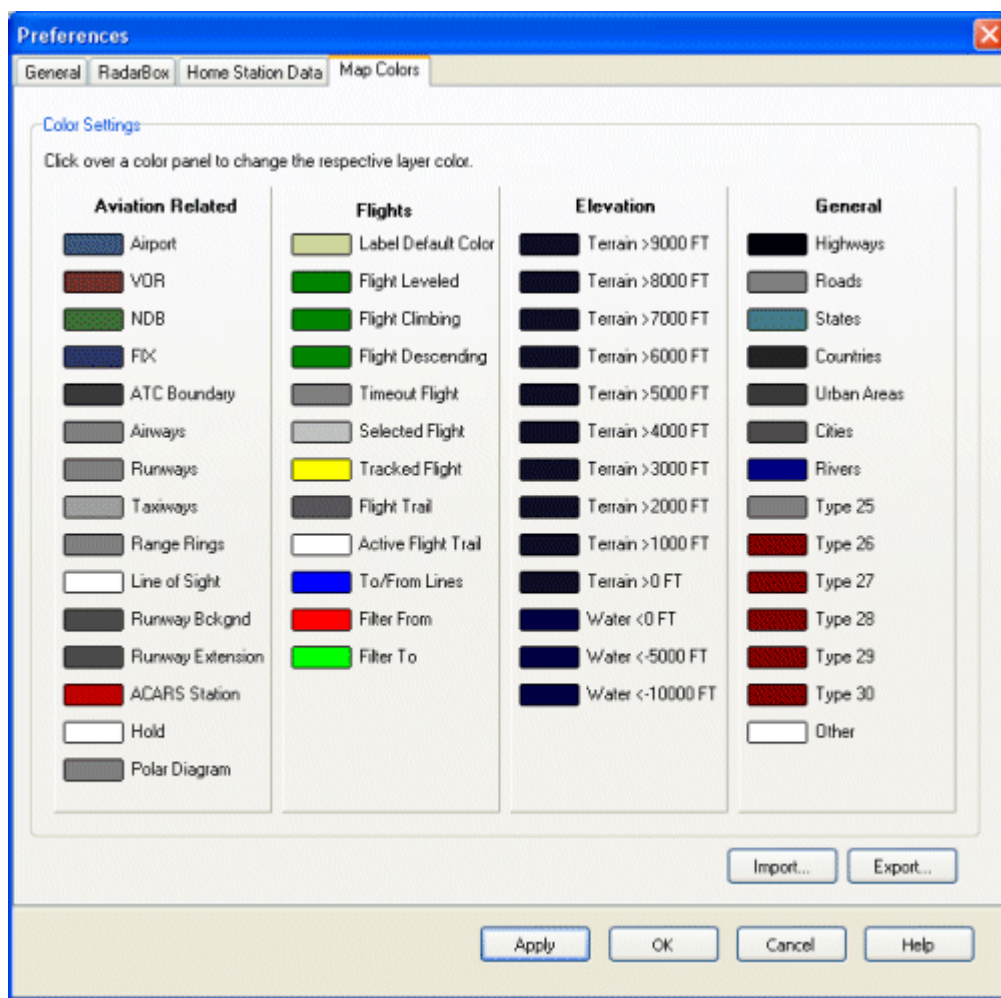 Preferences
General RadarBox Home Station Data Map Colors
Color Settings
Click over a color panel to change the respective layer color.
Aviation Related
Airport
VOR
NDB
FIX
ATC Boundary
Airways
Runways
Taxiways
Range Rings
Line of Sight
Runway Bckgnd
Runway Extension
ACARS Station
Hold
Polar Diagram
Flights
Label Default Color
Flight Leveled
Flight Climbing
Flight Descending
Timeout Flight
Selected Flight
Tracked Flight
Flight Trail
Active Flight Trail
To/From Lines
Filter From
Filter To
Elevation
Terrain >9000 FT
Terrain >8000 FT
Terrain >7000 FT
Terrain >6000 FT
Terrain >5000 FT
Terrain >4000 FT
Terrain >3000 FT
Terrain >2000 FT
Terrain >1000 FT
Terrain >0 FT
Water <0 FT
Water <-5000 FT
Water <-10000 FT
General
Highways
Roads
States
Countries
Urban Areas
Cities
Rivers
Type 25
Type 26
Type 27
Type 28
Type 29
Type 30
Other
Import... Export...
Apply OK Cancel Help